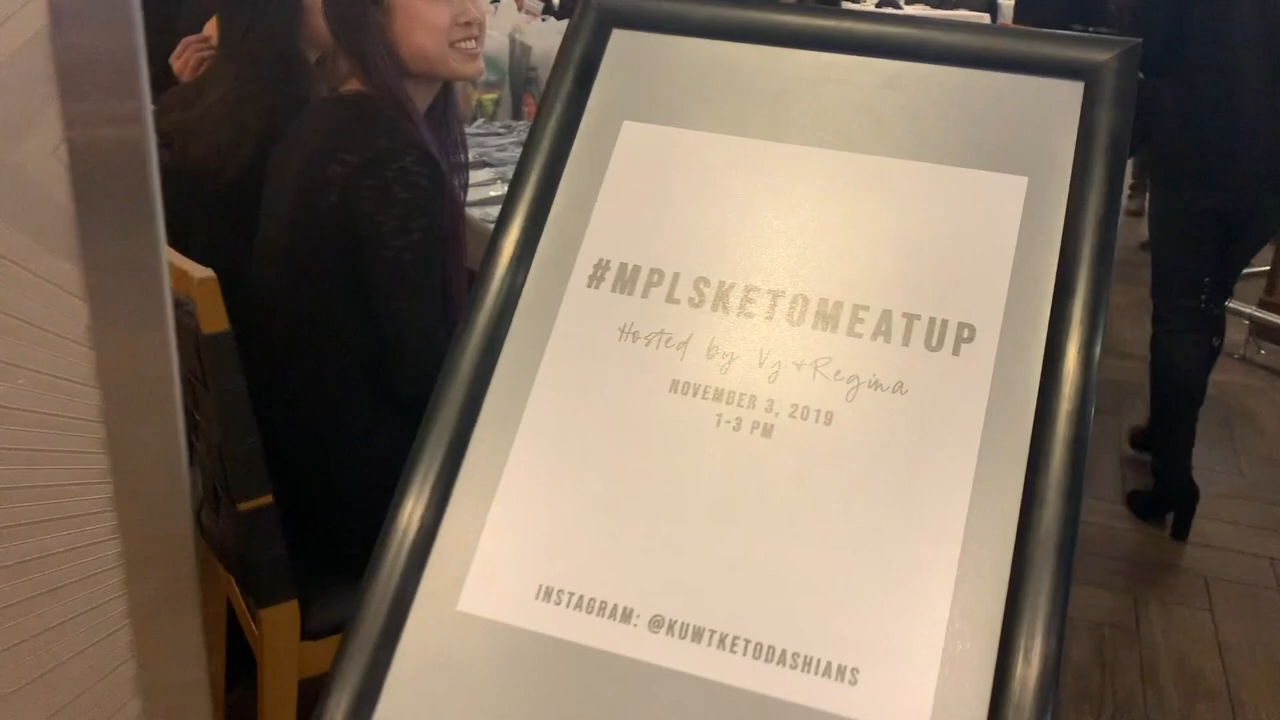 #MPLSKETOMEATUP
Hosted by Vy + Regina
NOVEMBER 3, 2019
1-3 PM
INSTAGRAM: @KUWTKETODASHIANS